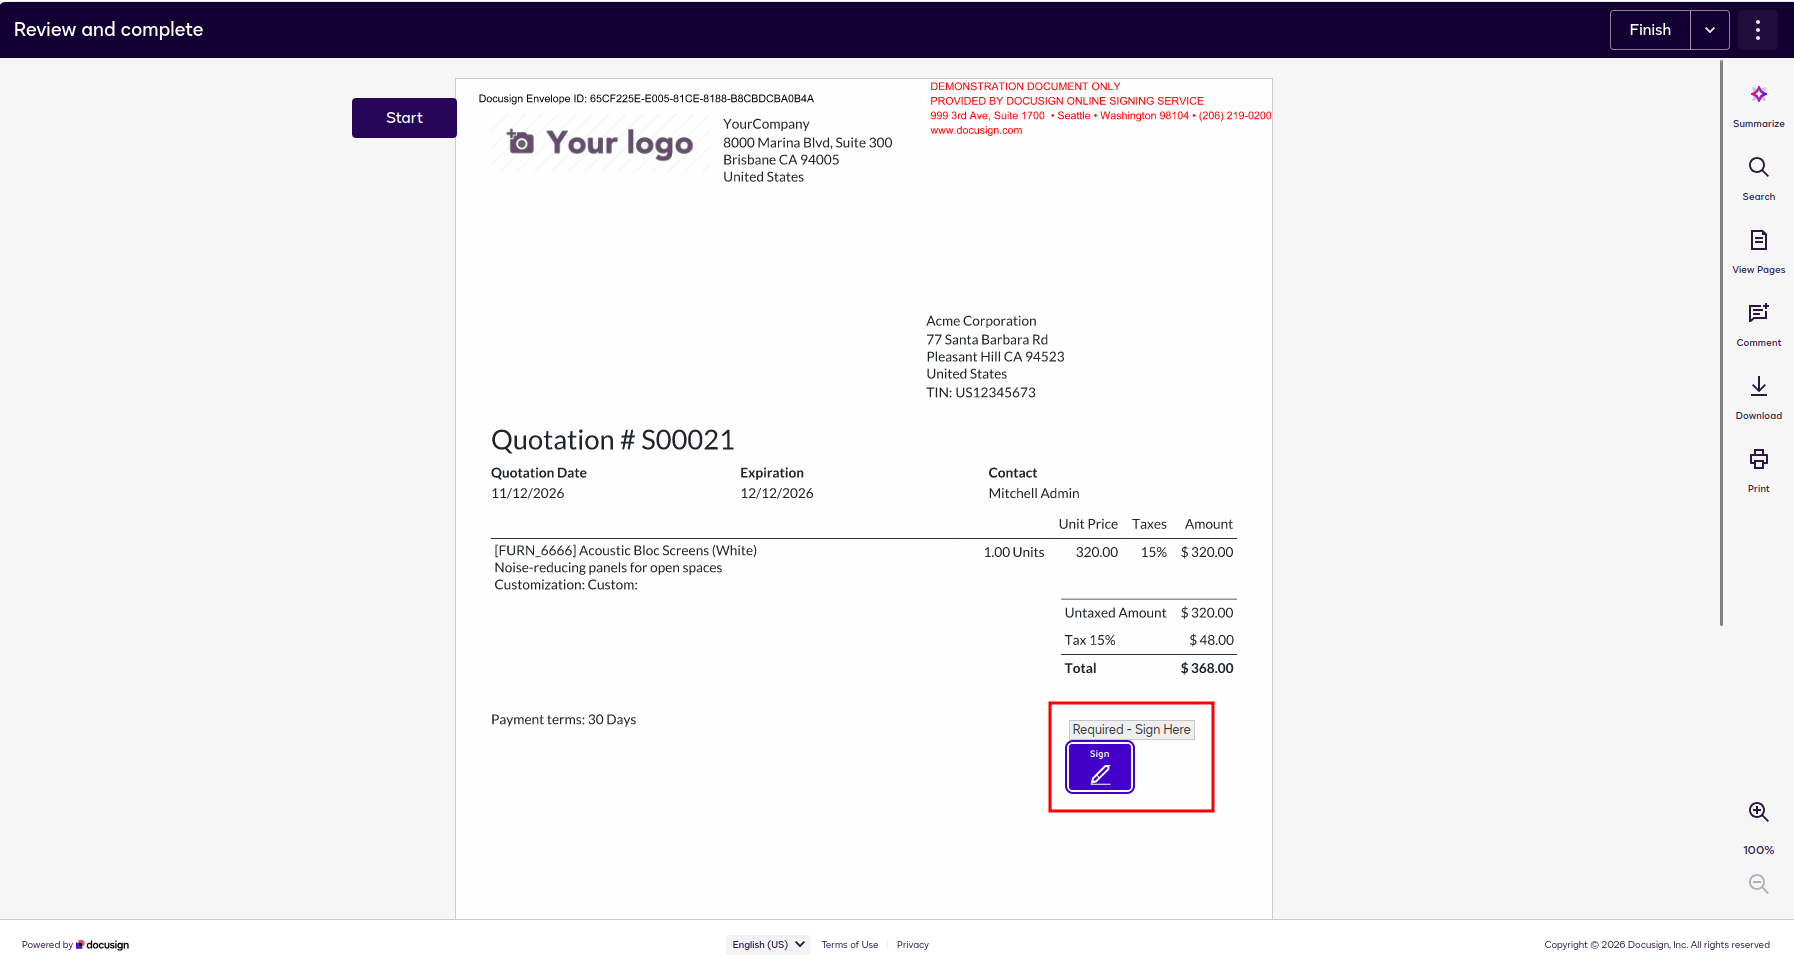 Review and complete
Finish
Start
Docusign Envelope ID: 65CF225E-E005-81CE-8188-B8CBDCBA0B4A
DEMONSTRATION DOCUMENT ONLY
PROVIDED BY DOCUSIGN ONLINE SIGNING SERVICE
999 3rd Ave, Suite 1700 • Seattle • Washington 98104 • (206) 219-0200
www.docusign.com
Your logo
YourCompany
8000 Marina Blvd, Suite 300
Brisbane CA 94005
United States
Acme Corporation
77 Santa Barbara Rd
Pleasant Hill CA 94523
United States
TIN: US12345673
Quotation # S00021
Quotation Date Expiration Contact
11/12/2026 12/12/2026 Mitchell Admin
Unit Price Taxes Amount
[FURN_6666] Acoustic Bloc Screens (White) 1.00 Units 320.00 15% $ 320.00
Noise-reducing panels for open spaces
Customization: Custom:
Untaxed Amount $ 320.00
Tax 15% $ 48.00
Total $ 368.00
Payment terms: 30 Days
Required - Sign Here
Sign
Summarize
Search
View Pages
Comment
Download
Print
100%
Powered by docusign
English (US) Terms of Use Privacy
Copyright © 2026 Docusign, Inc. All rights reserved